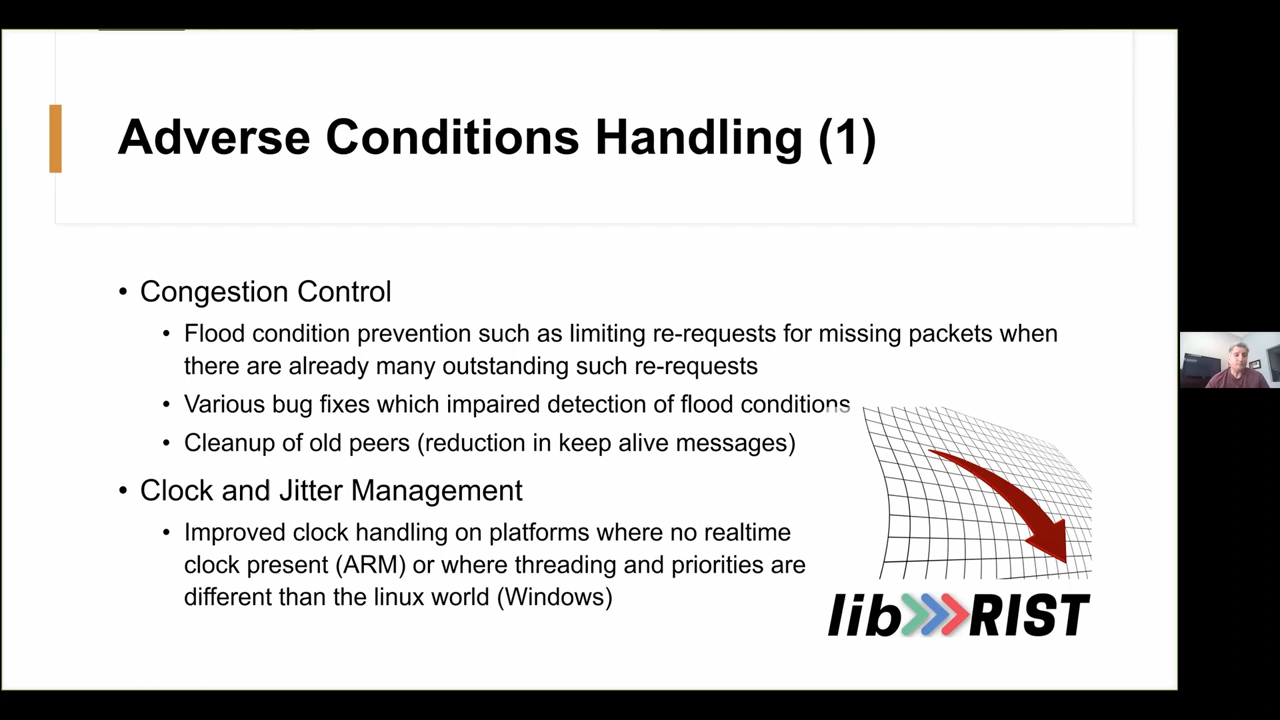 Adverse Conditions Handling (1)
• Congestion Control
• Flood condition prevention such as limiting re-requests for missing packets when
there are already many outstanding such re-requests
• Various bug fixes which impaired detection of flood conditions
• Cleanup of old peers (reduction in keep alive messages)
• Clock and Jitter Management
• Improved clock handling on platforms where no realtime
clock present (ARM) or where threading and priorities are
different than the linux world (Windows)
lib RIST